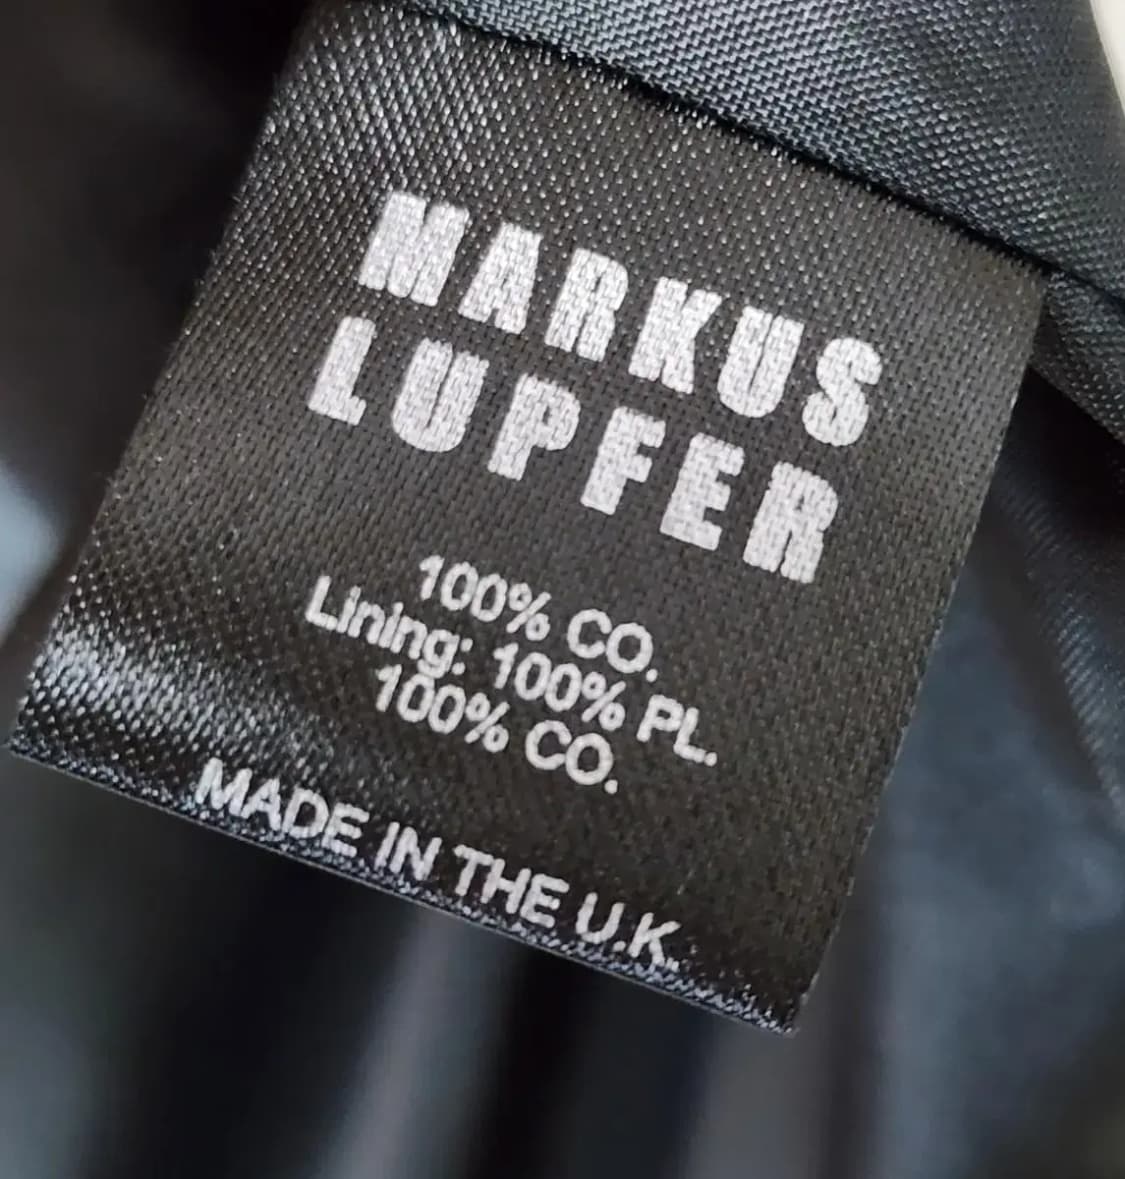 MARKUS
LUPFER
100% CO.
Lining: 100% PL.
100% CO.
MADE IN THE U.K.